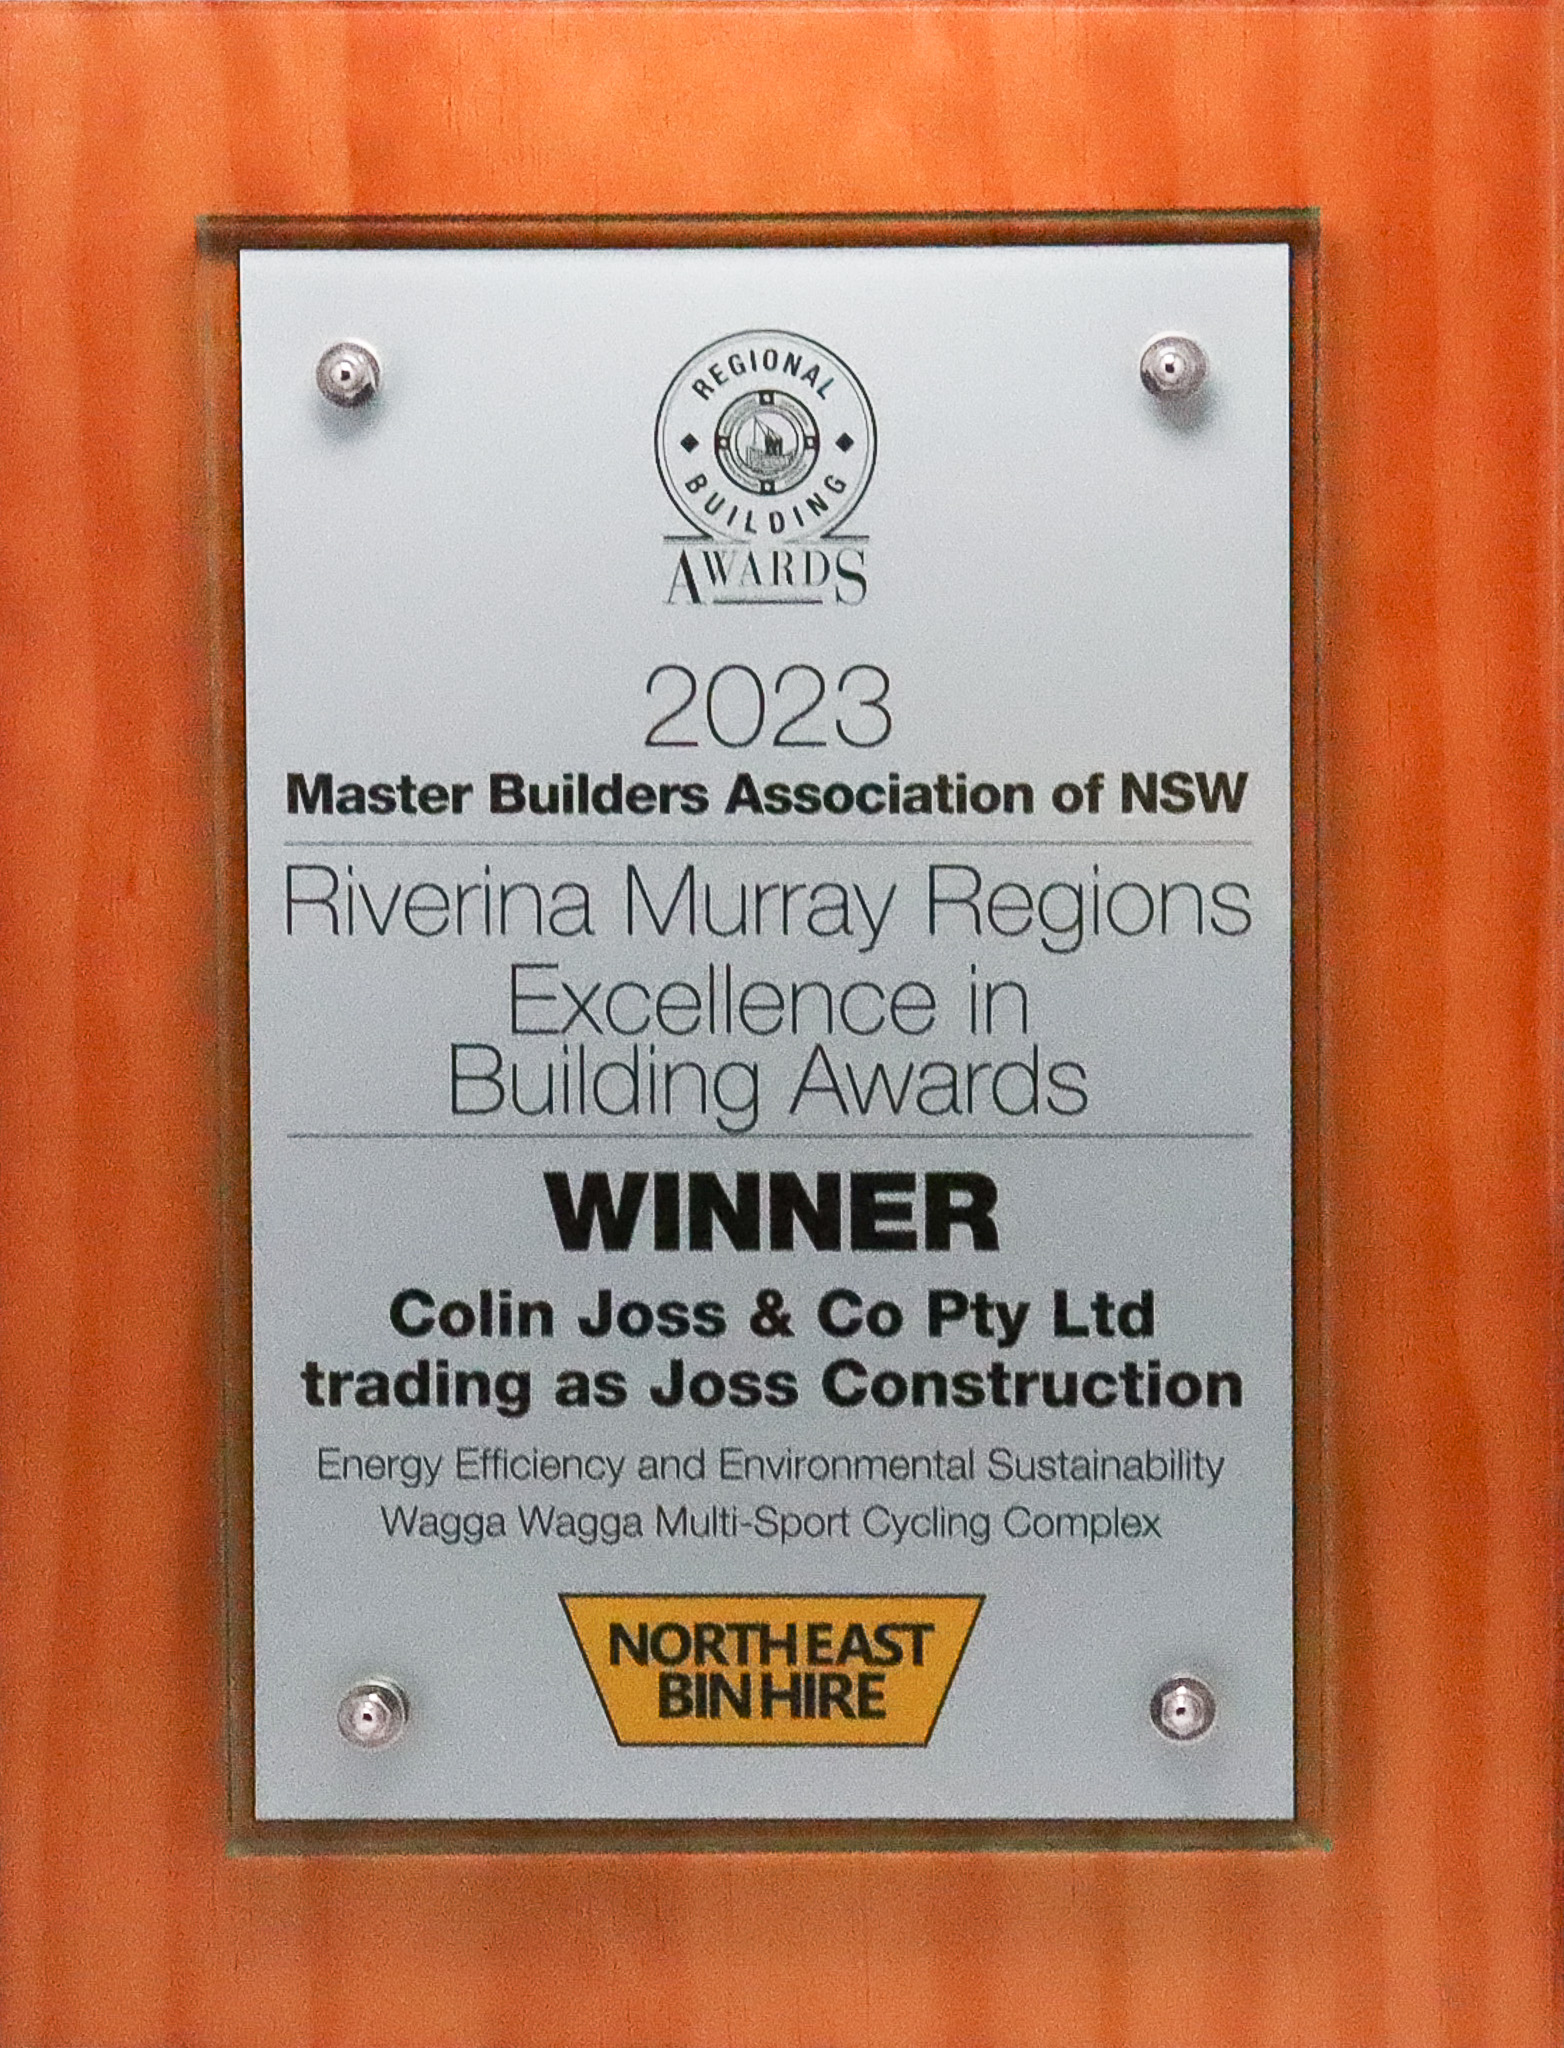 REGIONAL
BUILDING
AWARDS
2023
Master Builders Association of NSW
Riverina Murray Regions
Excellence in
Building Awards
WINNER
Colin Joss & Co Pty Ltd
trading as Joss Construction
Energy Efficiency and Environmental Sustainability
Wagga Wagga Multi-Sport Cycling Complex
NORTH EAST
BIN HIRE